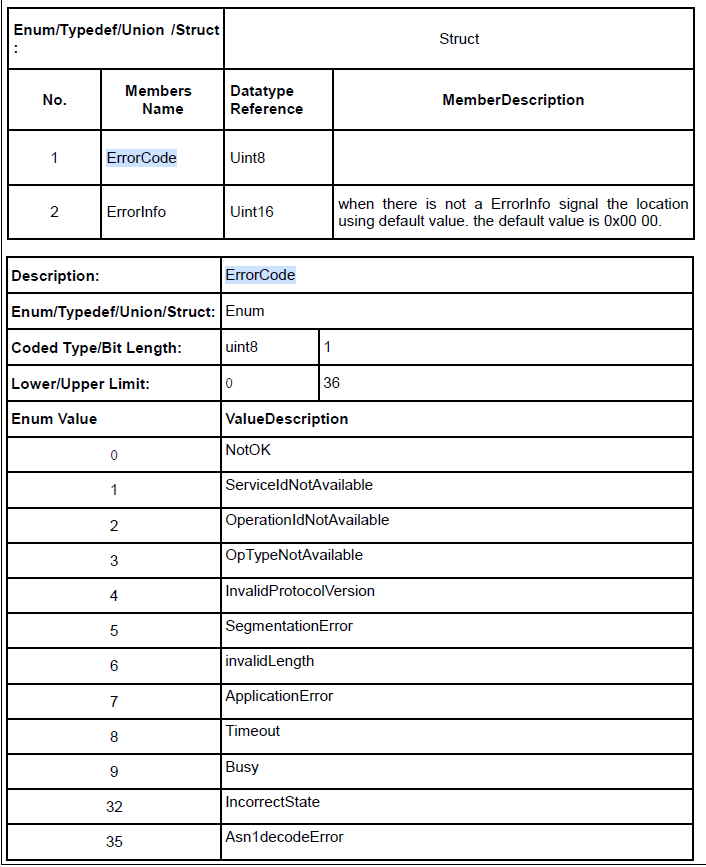 Enum/Typedef/Union /Struct
:
Struct
No.
Members
Name
Datatype
Reference
MemberDescription
1
ErrorCode
Uint8
2
ErrorInfo
Uint16
when there is not a ErrorInfo signal the location
using default value. the default value is 0x00 00.
Description:
ErrorCode
Enum/Typedef/Union/Struct:
Enum
Coded Type/Bit Length:
uint8
1
Lower/Upper Limit:
0
36
Enum Value
ValueDescription
0
NotOK
1
ServiceIdNotAvailable
2
OperationIdNotAvailable
3
OpTypeNotAvailable
4
InvalidProtocolVersion
5
SegmentationError
6
invalidLength
7
ApplicationError
8
Timeout
9
Busy
32
IncorrectState
35
Asn1decodeError